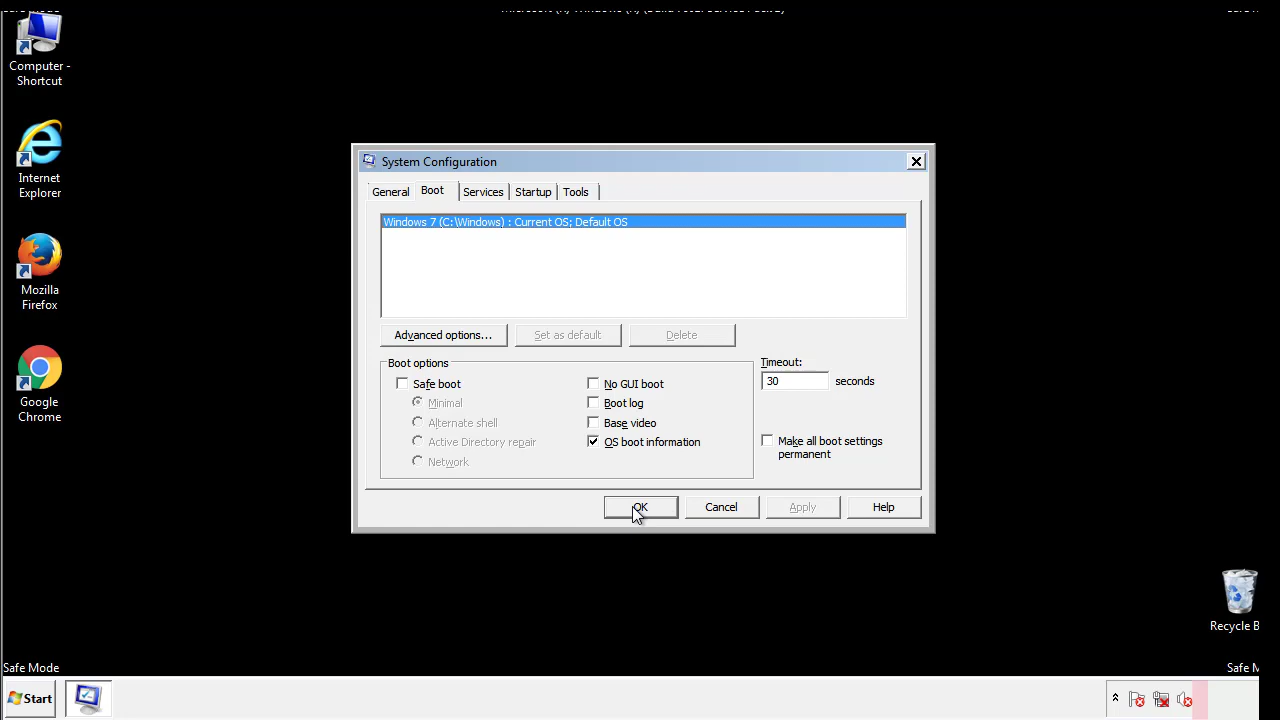 Computer -
Shortcut
Internet
Explorer
Mozilla
Firefox
Google
Chrome
System Configuration
General
Boot
Services
Startup
Tools
Windows 7 (C:\Windows) : Current OS; Default OS
Advanced options...
Set as default
Delete
Boot options
Safe boot
Minimal
Alternate shell
Active Directory repair
Network
No GUI boot
Boot log
Base video
OS boot information
Timeout:
30 seconds
Make all boot settings
permanent
OK
Cancel
Apply
Help
Recycle B
Safe Mode
Safe M
Start